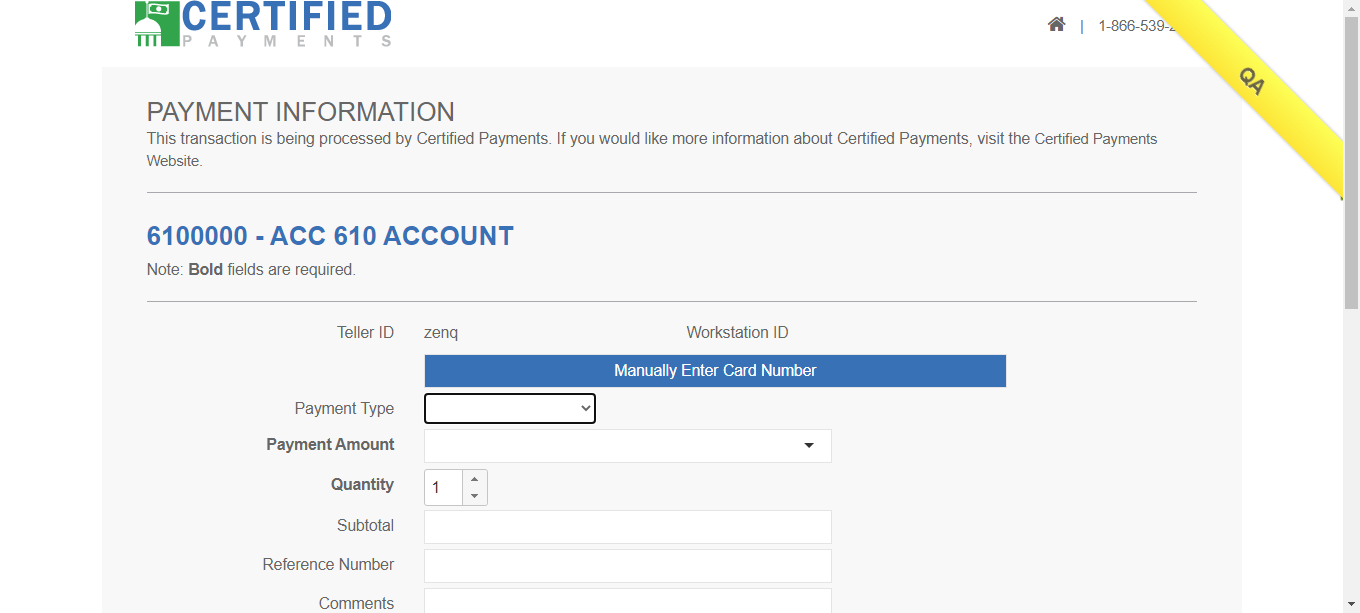 CERTIFIED
PAYMENTS
| 1-866-539-
QA
PAYMENT INFORMATION
This transaction is being processed by Certified Payments. If you would like more information about Certified Payments, visit the Certified Payments
Website.
6100000 - ACC 610 ACCOUNT
Note: Bold fields are required.
Teller ID zenq Workstation ID
Manually Enter Card Number
Payment Type
Payment Amount
Quantity 1
Subtotal
Reference Number
Comments